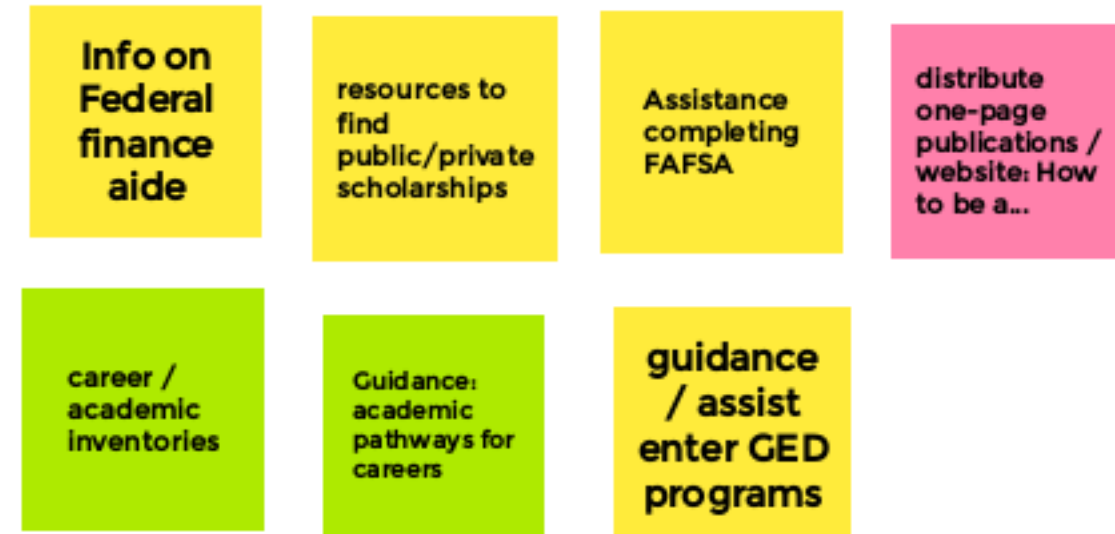 Info on
Federal
finance
aide
resources to
find
public/private
scholarships
Assistance
completing
FAFSA
distribute
one-page
publications /
website: How
to be a...
career /
academic
inventories
Guidance:
academic
pathways for
careers
guidance
/ assist
enter GED
programs